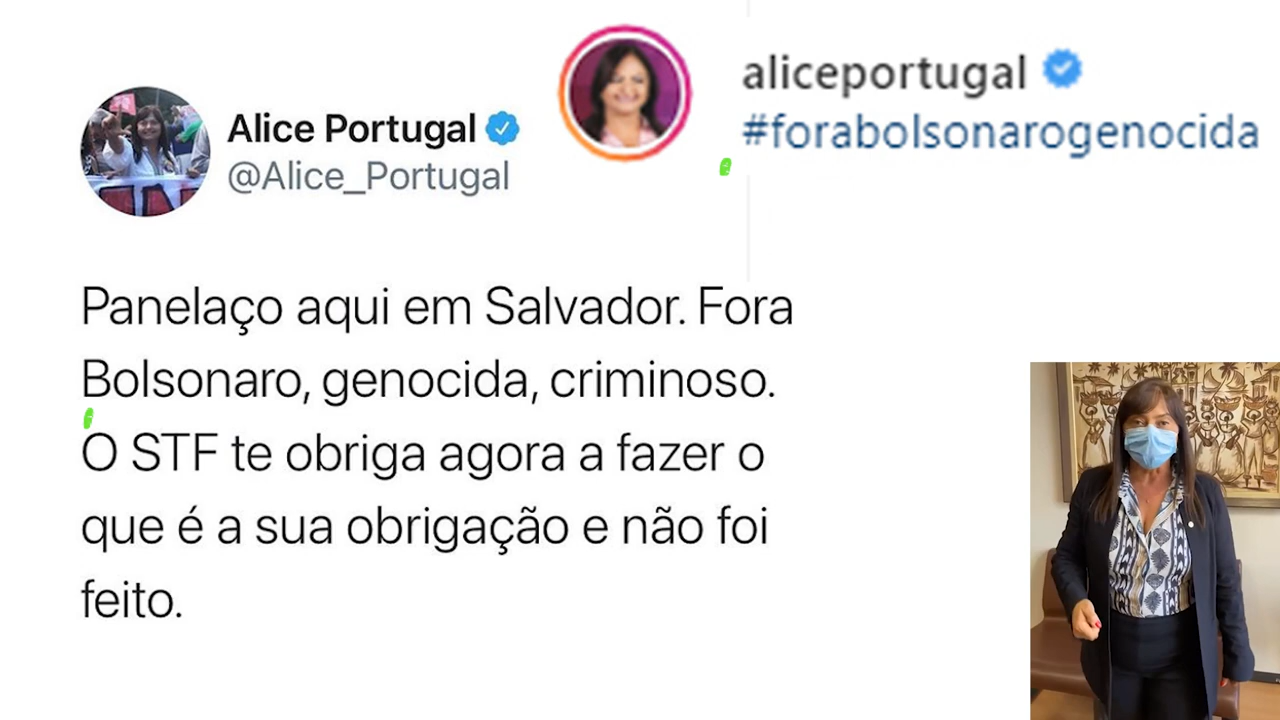 Alice Portugal
@Alice_Portugal
aliceportugal
#forabolsonarogenocida
Panelaço aqui em Salvador. Fora
Bolsonaro, genocida, criminoso.
O STF te obriga agora a fazer o
que é a sua obrigação e não foi
feito.